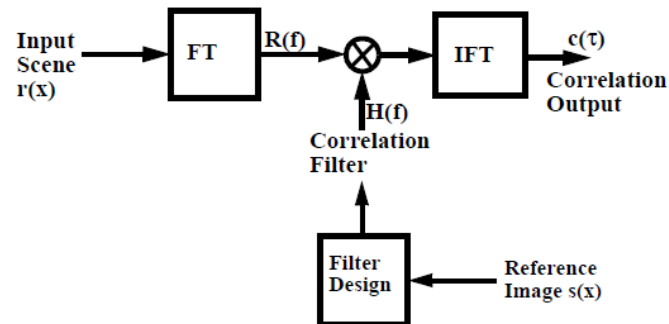 Input
Scene
r(x)
FT
R(f)
IFT
c(τ)
Correlation
Output
H(f)
Correlation
Filter
Filter
Design
Reference
Image s(x)